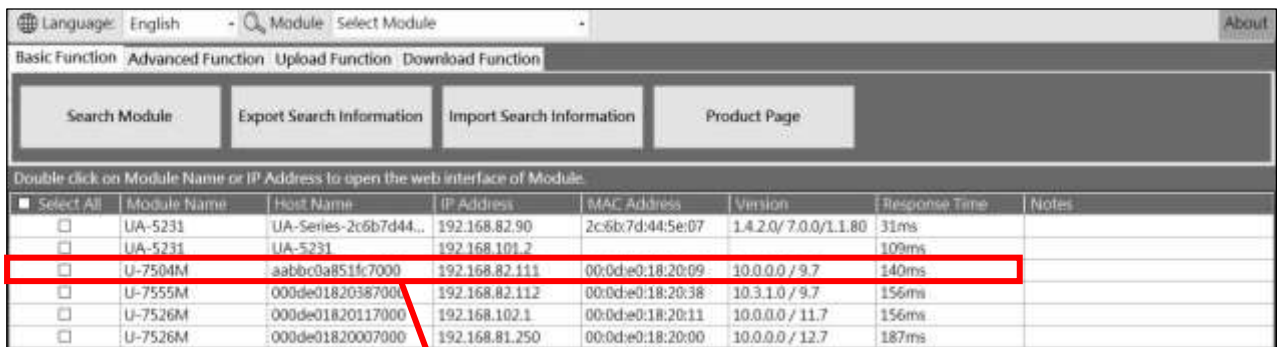 Language: English Module Select Module About
Basic Function Advanced Function Upload Function Download Function
Search Module Export Search Information Import Search Information Product Page
Double click on Module Name or IP Address to open the web interface of Module.
Select All Module Name Host Name IP Address MAC Address Version Response Time Notes
UA-5231 UA-Series-2c6b7d44... 192.168.82.90 2c:6b:7d:44:5e:07 1.4.2.0/ 7.0.0/1.1.80 31ms
UA-5231 UA-5231 192.168.101.2 109ms
U-7504M aabbc0a851fc7000 192.168.82.111 00:0d:e0:18:20:09 10.0.0.0 / 9.7 140ms
U-7555M 000de01820387000 192.168.82.112 00:0d:e0:18:20:38 10.3.1.0 / 9.7 156ms
U-7526M 000de01820117000 192.168.102.1 00:0d:e0:18:20:11 10.0.0.0 / 11.7 156ms
U-7526M 000de01820007000 192.168.81.250 00:0d:e0:18:20:00 10.0.0.0 / 12.7 187ms